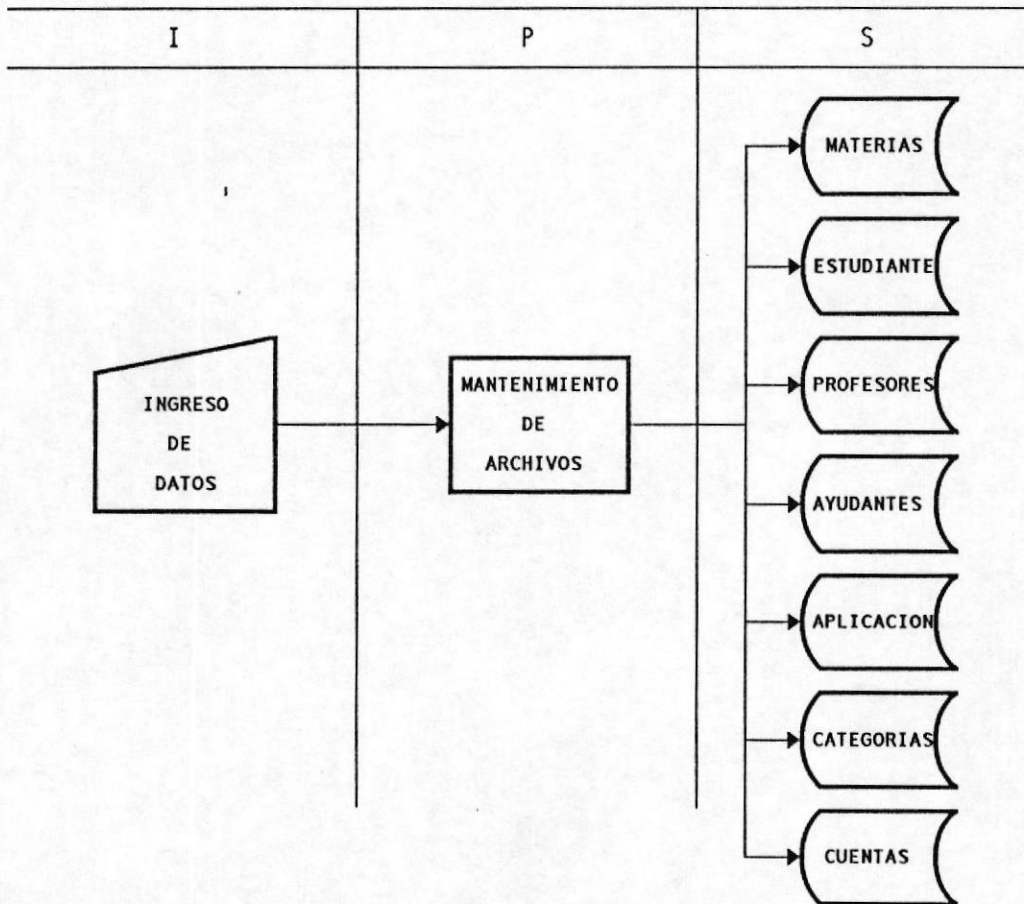 I
P
S
INGRESO
DE
DATOS
MANTENIMIENTO
DE
ARCHIVOS
MATERIAS
ESTUDIANTE
PROFESORES
AYUDANTES
APLICACION
CATEGORIAS
CUENTAS